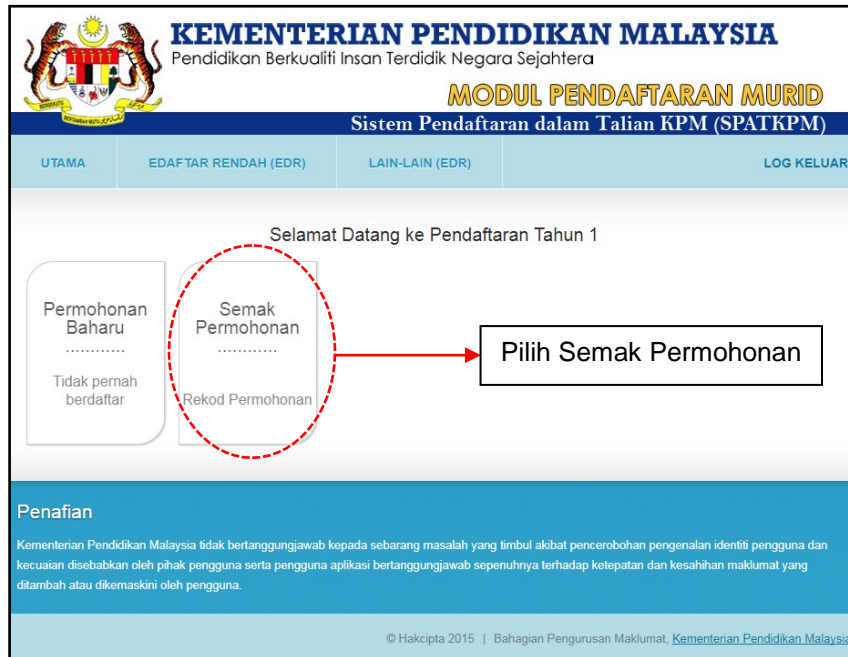 KEMENTERIAN PENDIDIKAN MALAYSIA
Pendidikan Berkualiti Insan Terdidik Negara Sejahtera
MODUL PENDAFTARAN MURID
Sistem Pendaftaran dalam Talian KPM (SPATKPM)
UTAMA EDAFTAR RENDAH (EDR) LAIN-LAIN (EDR) LOG KELUAR
Selamat Datang ke Pendaftaran Tahun 1
Permohonan
Baharu
............
Tidak pernah
berdaftar
Semak
Permohonan
............
Rekod Permohonan
Pilih Semak Permohonan
Penafian
Kementerian Pendidikan Malaysia tidak bertanggungjawab kepada sebarang masalah yang timbul akibat pencerobohan pengenalan identiti pengguna dan
kecuaian disebabkan oleh pihak pengguna serta pengguna aplikasi bertanggungjawab sepenuhnya terhadap ketepatan dan kesahihan maklumat yang
ditambah atau dikemaskini oleh pengguna.
© Hakcipta 2015 | Bahagian Pengurusan Maklumat, Kementerian Pendidikan Malaysia